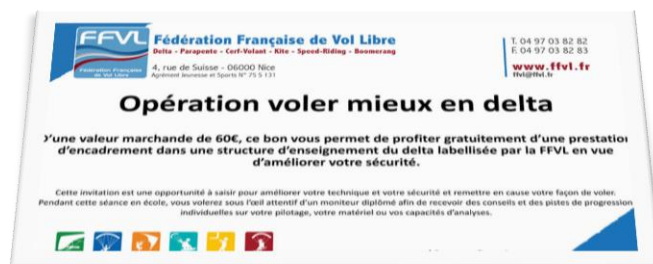 FFVL
Fédération Française
de Vol Libre
Fédération Française de Vol Libre
Delta - Parapente - Cerf-Volant - Kite - Speed-Riding - Boomerang
4, rue de Suisse - 06000 Nice
Agrément Jeunesse et Sports N° 75 S 131
T. 04 97 03 82 82
F. 04 97 03 82 83
www.ffvl.fr
ffvl@ffvl.fr
Opération voler mieux en delta
D'une valeur marchande de 60€, ce bon vous permet de profiter gratuitement d'une prestation
d'encadrement dans une structure d'enseignement du delta labellisée par la FFVL en vue
d'améliorer votre sécurité.
Cette invitation est une opportunité à saisir pour améliorer votre technique et votre sécurité et remettre en cause votre façon de voler.
Pendant cette séance en école, vous volerez sous l'œil attentif d'un moniteur diplômé afin de recevoir des conseils et des pistes de progression
individuelles sur votre pilotage, votre matériel ou vos capacités d'analyses.